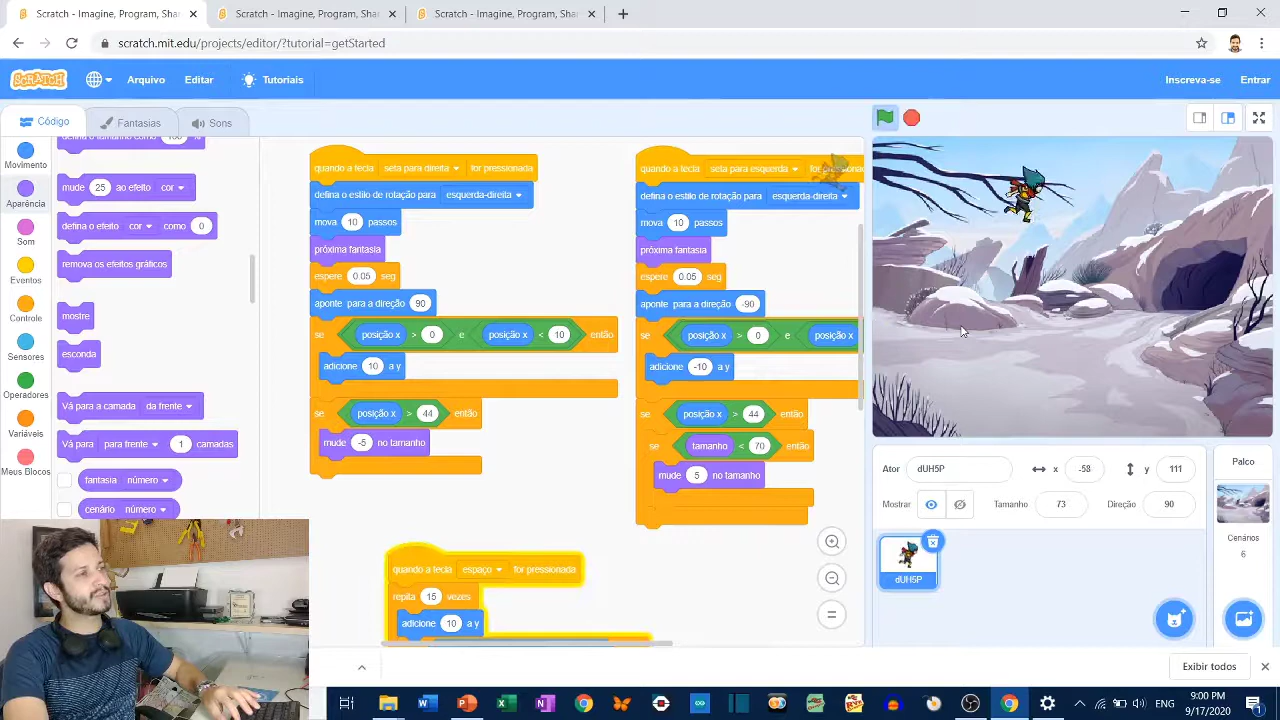 Scratch - Imagine, Program, Shar
Scratch - Imagine, Program, Shar
Scratch - Imagine, Program, Shar
scratch.mit.edu/projects/editor/?tutorial=getStarted
SCRATCH
Arquivo
Editar
Tutoriais
Inscreva-se
Entrar
Código
Fantasias
Sons
Movimento
Aparência
Som
Eventos
Controle
Sensores
Operadores
Variáveis
Meus Blocos
mude 25 ao efeito cor
defina o efeito cor como 0
remova os efeitos gráficos
mostre
esconda
Vá para a camada da frente
Vá para para frente 1 camadas
fantasia número
cenário número
quando a tecla seta para direita for pressionada
defina o estilo de rotação para esquerda-direita
mova 10 passos
próxima fantasia
espere 0.05 seg
aponte para a direção 90
se posição x > 0 e posição x < 10 então
adicione 10 a y
se posição x > 44 então
mude -5 no tamanho
quando a tecla seta para esquerda for
defina o estilo de rotação para esquerda-direita
mova 10 passos
próxima fantasia
espere 0.05 seg
aponte para a direção -90
se posição x > 0 e posição x
adicione -10 a y
se posição x > 44 então
se tamanho < 70 então
mude 5 no tamanho
quando a tecla espaço for pressionada
repita 15 vezes
adicione 10 a y
Ator dUH5P x -58 y 111
Mostrar Tamanho 73 Direção 90
dUH5P
Palco
Cenários
6
Exibir todos
ENG
9:00 PM
9/17/2020